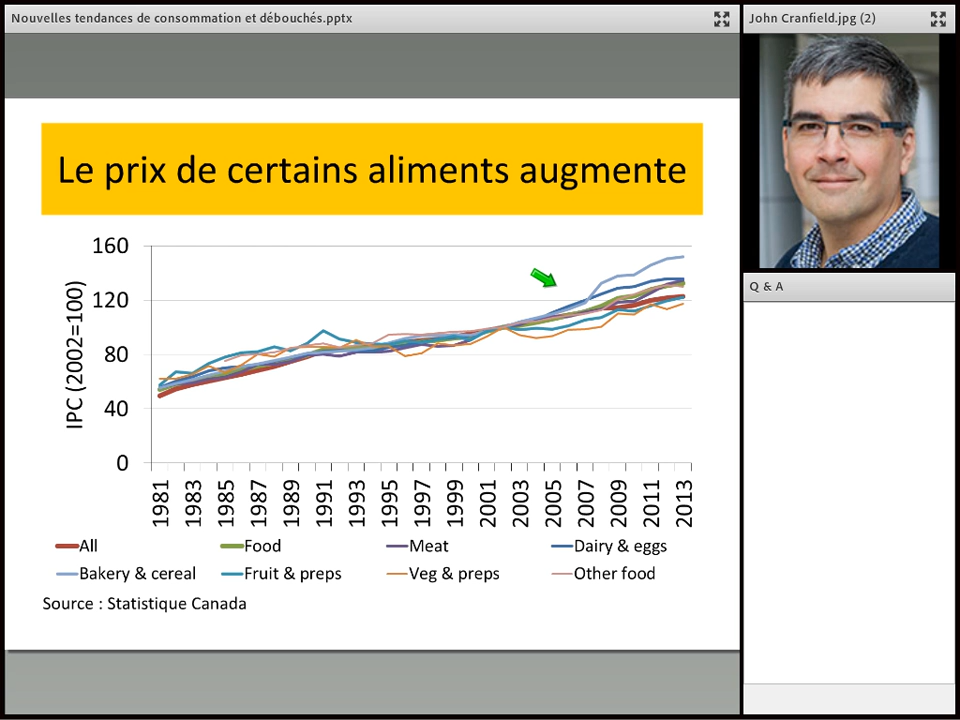 Nouvelles tendances de consommation et débouchés.pptx
John Cranfield.jpg (2)
Q & A
Le prix de certains aliments augmente
IPC (2002=100)
160
120
80
40
0
1981 1983 1985 1987 1989 1991 1993 1995 1997 1999 2001 2003 2005 2007 2009 2011 2013
All Food Meat Dairy & eggs
Bakery & cereal Fruit & preps Veg & preps Other food
Source : Statistique Canada